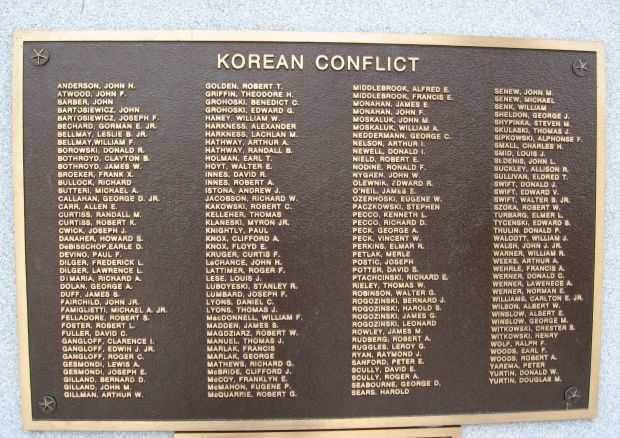 KOREAN CONFLICT
ANDERSON, JOHN H.
ATWOOD, JOHN F.
BARBER, JOHN
BARTOSIEWICZ, JOHN
BARTOSIEWICZ, JOSEPH F.
BECHARD, GORMAN E. JR.
BELLMAY, LESLIE B. JR.
BELLMAY, WILLIAM F.
BOROWSKI, DONALD R.
BOTHROYD, CLAYTON B.
BOTHROYD, JAMES W.
BROEKER, FRANK X.
BULLOCK, RICHARD
BUTTERI, MICHAEL A.
CALLAHAN, GEORGE D. JR.
CARR, ALLEN E.
CURTISS, RANDALL M.
CURTISS, ROBERT K.
CWICK, JOSEPH J.
DANAHER, HOWARD S.
DeBISSCHOP, EARLE D.
DEVINO, PAUL F.
DILGER, FREDERICK L.
DILGER, LAWRENCE L.
DI MARIA, RICHARD A.
DOLAN, GEORGE A.
DUFF, JAMES B.
FAIRCHILD, JOHN JR.
FAMIGLIETTI, MICHAEL A. JR.
FELLADORE, ROBERT S.
FOSTER, ROBERT L.
FULLER, DAVID C.
GANGLOFF, CLARENCE I.
GANGLOFF, EDWIN J. JR.
GANGLOFF, ROGER C.
GESMONDI, LEWIS A.
GESMONDI, JOSEPH E.
GILLAND, BERNARD D.
GILLAND, JOHN M.
GILLMAN, ARTHUR W.
GOLDEN, ROBERT T.
GRIFFIN, THEODORE H.
GROHOSKI, BENEDICT C.
GROHOSKI, EDWARD G.
HANEY, WILLIAM W.
HARKNESS, ALEXANDER
HARKNESS, LACHLAN M.
HATHWAY, ARTHUR A.
HATHWAY, RANDALL B.
HOLMAN, EARL T.
HOYT, WALTER E.
INNES, DAVID R.
INNES, ROBERT A.
ISTONA, ANDREW J.
JACOBSON, RICHARD W.
KAKOWSKI, ROBERT C.
KELLEHER, THOMAS
KLANESKI, MYRON JR.
KNIGHTLY, PAUL
KNOX, CLIFFORD A.
KNOX, FLOYD E.
KRUGER, CURTIS F.
LaCHANCE, JOHN H.
LATTIMER, ROGER F.
LESE, LOUIS J.
LUBOYESKI, STANLEY R.
LUMBARD, JOSEPH F.
LYONS, DANIEL C.
LYONS, THOMAS J.
MacDONNELL, WILLIAM F.
MADDEN, JAMES S.
MAGDZIARZ, ROBERT W.
MANUEL, THOMAS J.
MARLAK, FRANCIS
MARLAK, GEORGE
MATHEWS, RICHARD G.
McBRIDE, CLIFFORD J.
McCOY, FRANKLYN E.
McMAHON, EUGENE P.
McQUARRIE, ROBERT G.
MIDDLEBROOK, ALFRED E.
MIDDLEBROOK, FRANCIS E.
MONAHAN, JAMES E.
MONAHAN, JOHN F.
MOSKALUK, JOHN M.
MOSKALUK, WILLIAM A.
NEDDERMANN, GEORGE C.
NELSON, ARTHUR I.
NEWELL, DONALD I.
NIELD, ROBERT E.
NODINE, RONALD F.
NYGHEN, JOHN W.
OLEWNIK, EDWARD R.
O'NEIL, JAMES E.
OZERHOSKI, EUGENE W.
PACZKOWSKI, STEPHEN
PECCO, KENNETH L.
PECCO, RICHARD D.
PECK, GEORGE A.
PECK, VINCENT W.
PERKINS, ELMAR R.
PETLAK, MERLE
POSTIC, JOSEPH
POTTER, DAVID S.
PTACHCINSKI, RICHARD E.
RIELEY, THOMAS W.
ROBINSON, WALTER G.
ROGOZINSKI, BERNARD J.
ROGOZINSKI, HAROLD S.
ROGOZINSKI, JAMES G.
ROGOZINSKI, LEONARD
ROWLEY, JAMES M.
RUDBERG, ROBERT A.
RUGGLES, LEROY G.
RYAN, RAYMOND J.
SANFORD, PETER E.
SCULLY, DAVID E.
SCULLY, ROGER A.
SEABOURNE, GEORGE D.
SEARS, HAROLD
SENEW, JOHN M.
SENEW, MICHAEL
SENK, WILLIAM
SHELDON, GEORGE J.
SHYPINKA, STEVEN M.
SKULASKI, THOMAS J.
SIPKOWSKI, ALPHONSE F.
SMALL, CHARLES H.
SMID, LOUIS J.
JOHN L.
SUCKLEY, ALLISON R.
SULLIVAN, ELDRED T.
SWIFT, DONALD J.
SWIFT, EDWARD V.
SWIFT, WALTER S. JR.
SZOKA, ROBERT W.
TURBARG, ELMER L.
TYCENSKI, EDWARD S.
THULIN, DONALD P.
WALCOTT, WILLIAM J.
WALSH, JOHN J. JR.
WARNER, WILLIAM R.
WEEKS, ARTHUR A.
WEHRLE, FRANCIS A.
WERNER, DONALD C.
WERNER, LAWENECE A.
WERNER, NORMAN E.
WILLIAMS, CARLTON E. JR.
WILSON, ALBERT W.
WINSLOW, ALBERT E.
WINSLOW, GEORGE M.
WITKOWSKI, CHESTER S.
WITKOWSKI, HENRY
WOLF, RALPH F.
WOODS, EARL F.
WOODS, ROBERT A.
YAREMA, PETER
YURTIN, DONALD W.
YURTIN, DOUGLAS M.